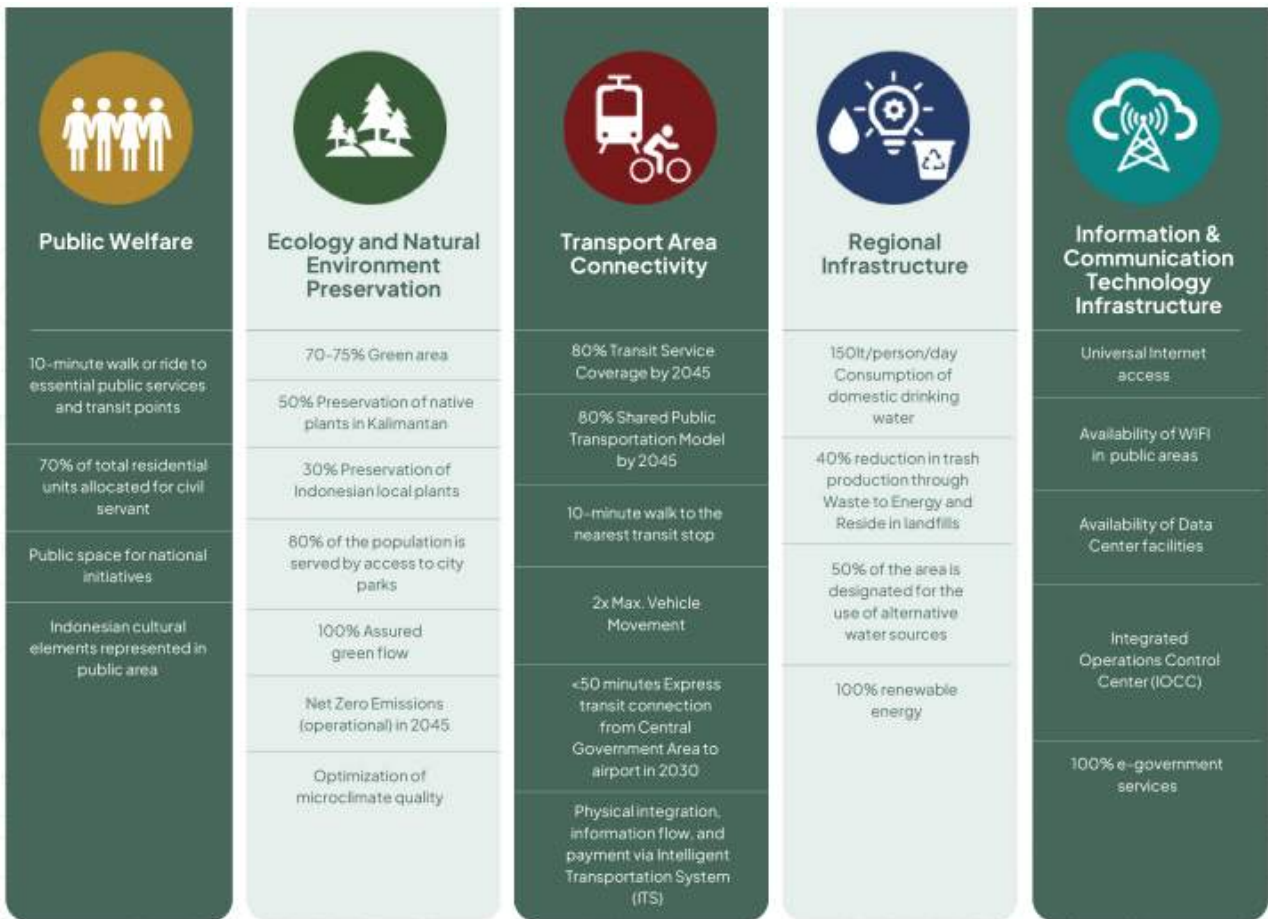 Public Welfare
10-minute walk or ride to
essential public services
and transit points
70% of total residential
units allocated for civil
servant
Public space for national
initiatives
Indonesian cultural
elements represented in
public area
Ecology and Natural
Environment
Preservation
70-75% Green area
50% Preservation of native
plants in Kalimantan
30% Preservation of
Indonesian local plants
80% of the population is
served by access to city
parks
100% Assured
green flow
Net Zero Emissions
(operational) in 2045
Optimization of
microclimate quality
Transport Area
Connectivity
80% Transit Service
Coverage by 2045
80% Shared Public
Transportation Model
by 2045
10-minute walk to the
nearest transit stop
2x Max. Vehicle
Movement
<50 minutes Express
transit connection
from Central
Government Area to
airport in 2030
Physical integration,
information flow, and
payment via Intelligent
Transportation System
(ITS)
Regional
Infrastructure
150lt/person/day
Consumption of
domestic drinking
water
40% reduction in trash
production through
Waste to Energy and
Reside in landfills
50% of the area is
designated for the
use of alternative
water sources
100% renewable
energy
Information &
Communication
Technology
Infrastructure
Universal Internet
access
Availability of WIFI
in public areas
Availability of Data
Center facilities
Integrated
Operations Control
Center (IOCC)
100% e-government
services